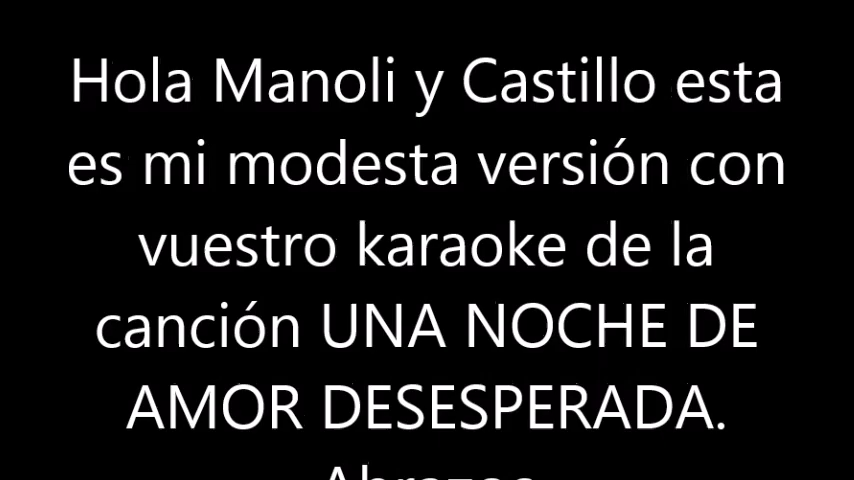 Hola Manoli y Castillo esta
es mi modesta versión con
vuestro karaoke de la
canción UNA NOCHE DE
AMOR DESESPERADA.
Abrazos